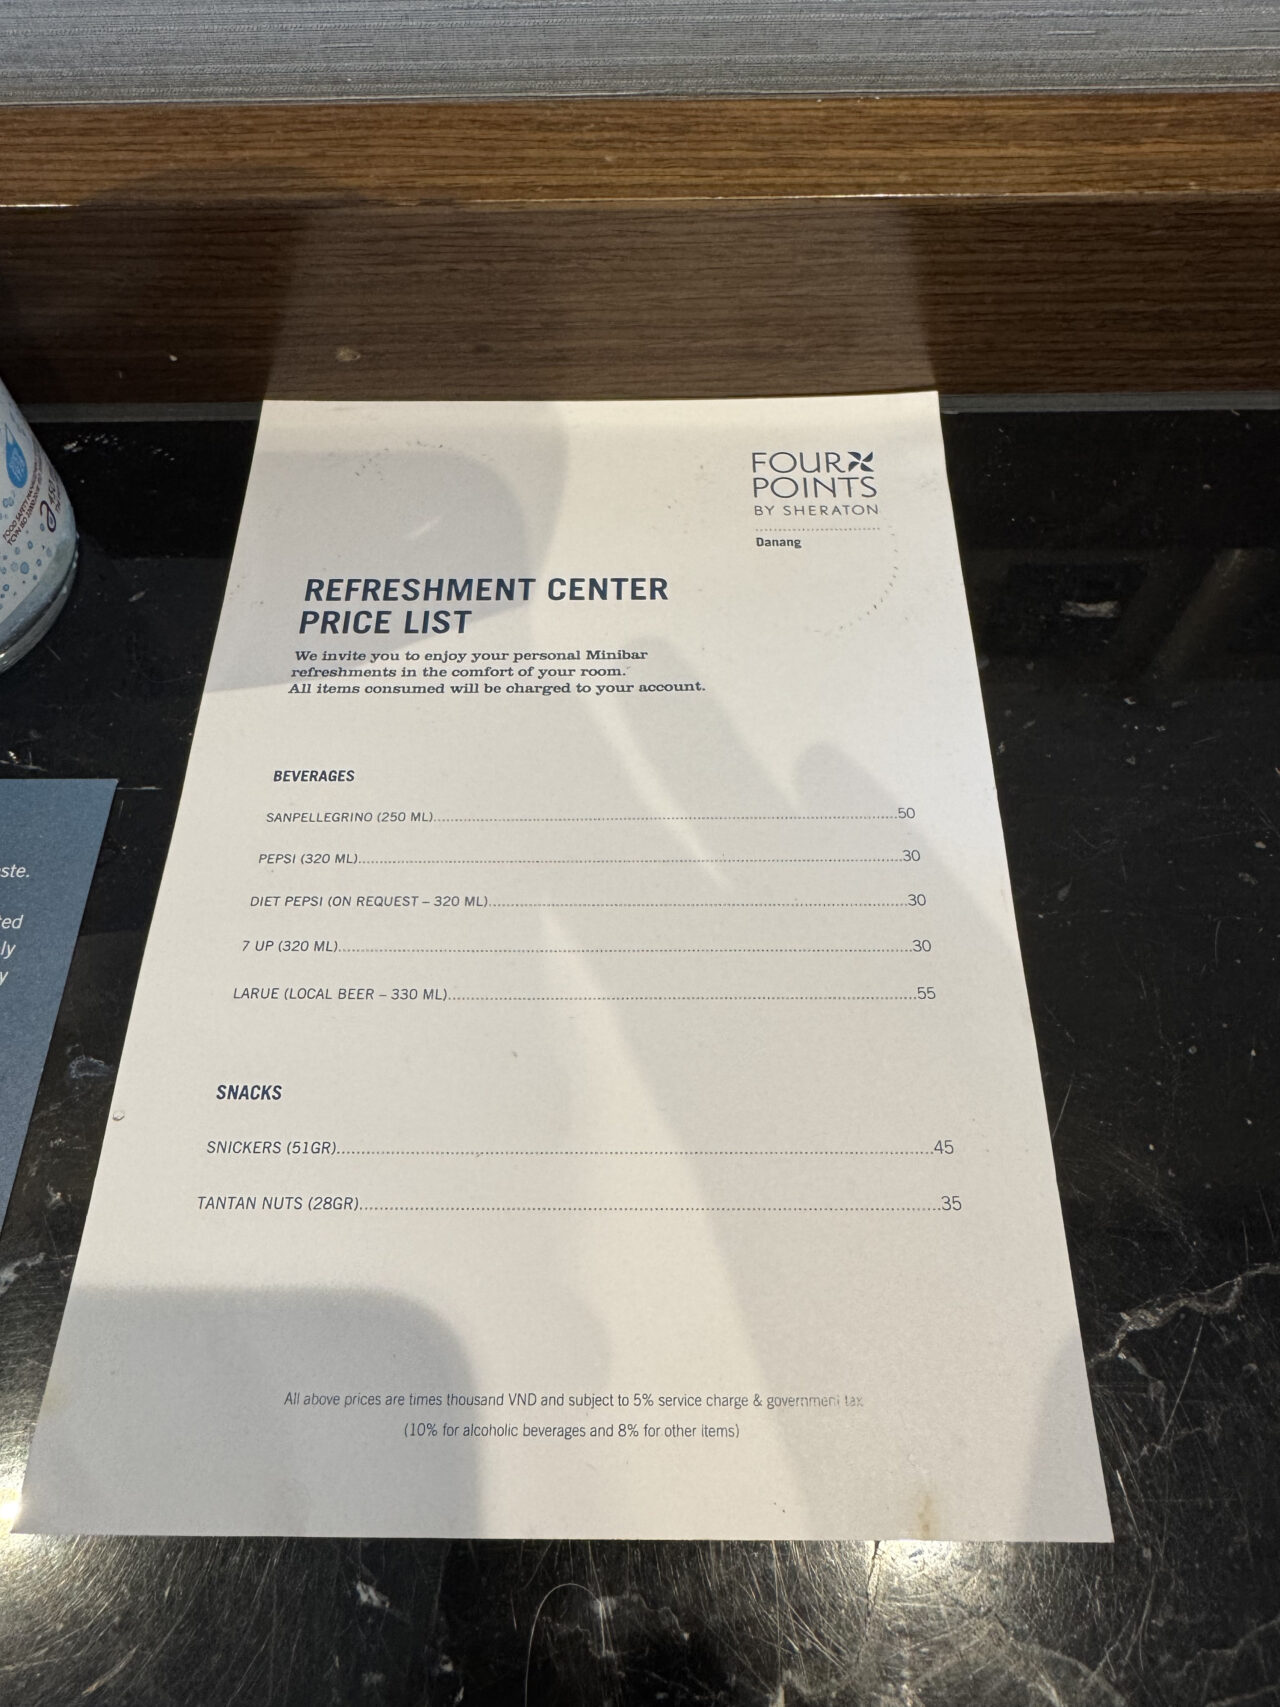 FOUR
POINTS
BY SHERATON
Danang
REFRESHMENT CENTER
PRICE LIST
We invite you to enjoy your personal Minibar
refreshments in the comfort of your room.
All items consumed will be charged to your account.
BEVERAGES
SANPELLEGRINO (250 ML)..........50
PEPSI (320 ML)..........30
DIET PEPSI (ON REQUEST – 320 ML)..........30
7 UP (320 ML)..........30
LARUE (LOCAL BEER – 330 ML)..........55
SNACKS
SNICKERS (51GR)..........45
TANTAN NUTS (28GR)..........35
All above prices are times thousand VND and subject to 5% service charge & government tax
(10% for alcoholic beverages and 8% for other items)
ste.
ted
ly
y